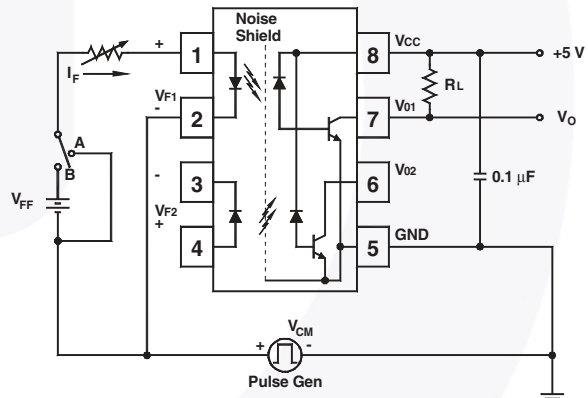 Noise
Shield
+ 1 8 VCC +5 V
IF
RL
VF1
- 2 7 V01 VO
A
B
- 3 6 V02
VFF VF2 0.1 μF
+ 4 5 GND
VCM
+ -
Pulse Gen